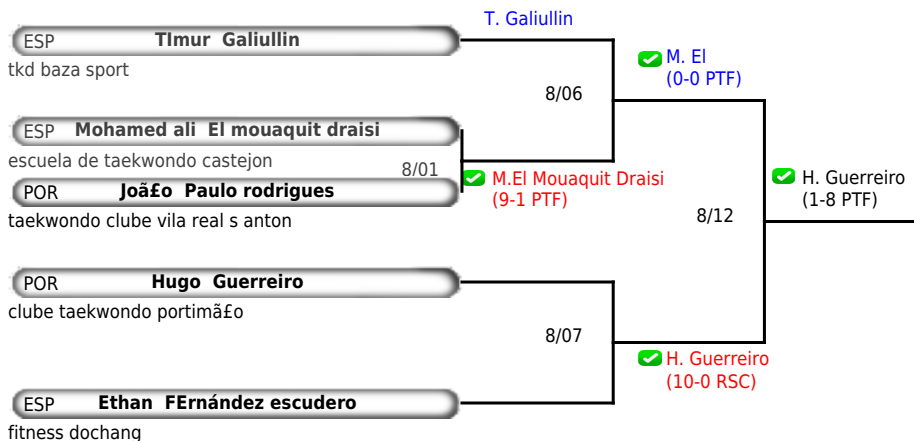 T. Galiullin
ESP TImur Galiullin
tkd baza sport
M. El
(0-0 PTF)
8/06
ESP Mohamed ali El mouaquit draisi
escuela de taekwondo castejon
8/01
M.El Mouaquit Draisi
(9-1 PTF)
H. Guerreiro
(1-8 PTF)
POR Joã£o Paulo rodrigues
taekwondo clube vila real s anton
8/12
POR Hugo Guerreiro
clube taekwondo portimã£o
8/07
H. Guerreiro
(10-0 RSC)
ESP Ethan FErnández escudero
fitness dochang